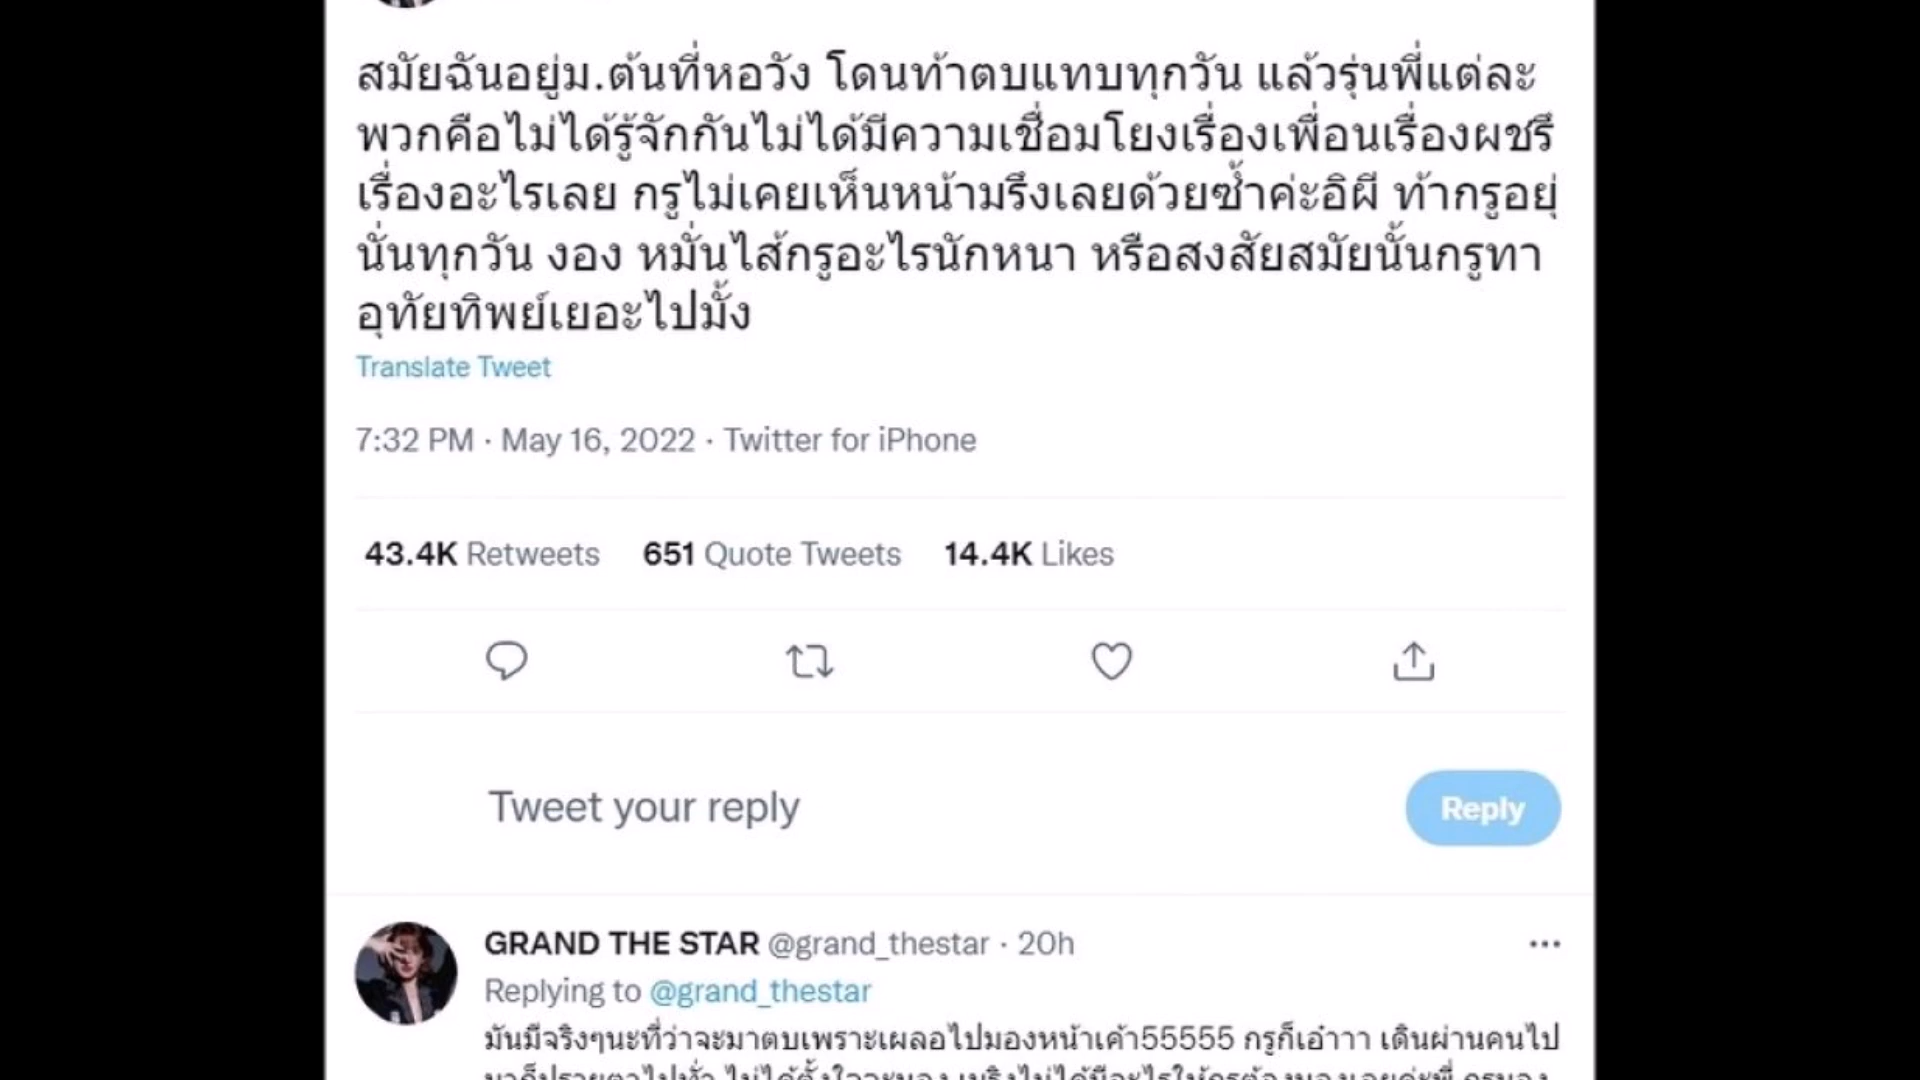 สมัยฉันอยู่ม.ต้นที่หอวัง โดนท้าตบแทบทุกวัน แล้วรุ่นพี่แต่ละ
พวกคือไม่ได้รู้จักกันไม่ได้มีความเชื่อมโยงเรื่องเพื่อนเรื่องผชรึ
เรื่องอะไรเลย กรูไม่เคยเห็นหน้ามรึงเลยด้วยซ้ำค่ะอิผี ท้ากรูอยุ่
นั่นทุกวัน งอง หมั่นไส้กรูอะไรนักหนา หรือสงสัยสมัยนั้นกรูทา
อุทัยทิพย์เยอะไปมั้ง
Translate Tweet
7:32 PM · May 16, 2022 · Twitter for iPhone
43.4K Retweets 651 Quote Tweets 14.4K Likes
Tweet your reply
Reply
GRAND THE STAR @grand_thestar · 20h
Replying to @grand_thestar
มันมีจริงๆนะที่ว่าจะมาตบเพราะเผลอไปมองหน้าเค้า55555 กรูก็เอ๋าาา เดินผ่านคนไป